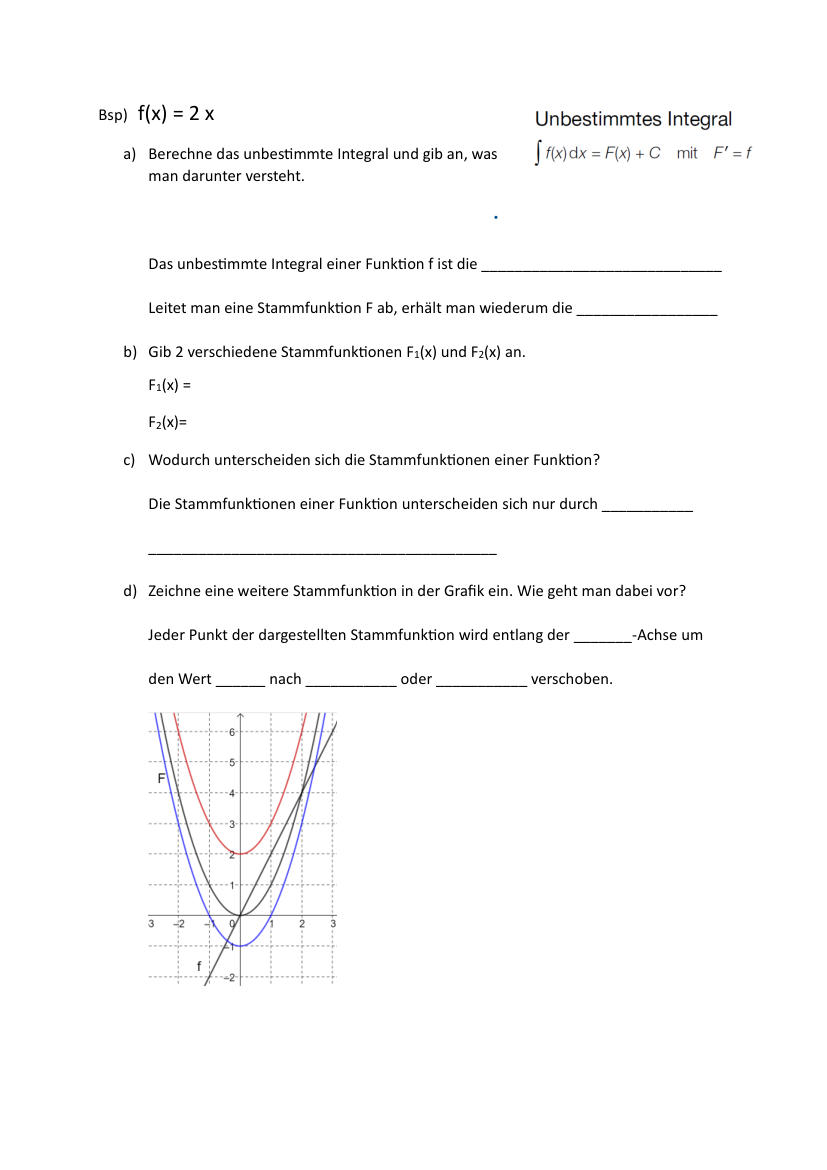 Bsp) f(x) = 2 x
Unbestimmtes Integral
∫ f(x) dx = F(x) + C mit F′ = f
a) Berechne das unbestimmte Integral und gib an, was
man darunter versteht.
Das unbestimmte Integral einer Funktion f ist die ______________________________
Leitet man eine Stammfunktion F ab, erhält man wiederum die _________________
b) Gib 2 verschiedene Stammfunktionen F₁(x) und F₂(x) an.
F₁(x) =
F₂(x)=
c) Wodurch unterscheiden sich die Stammfunktionen einer Funktion?
Die Stammfunktionen einer Funktion unterscheiden sich nur durch ___________
___________________________________________
d) Zeichne eine weitere Stammfunktion in der Grafik ein. Wie geht man dabei vor?
Jeder Punkt der dargestellten Stammfunktion wird entlang der _______-Achse um
den Wert ______ nach ___________ oder ___________ verschoben.
6
5
F
4
3
2
1
3 −2 −1 0 1 2 3
−1
f
−2